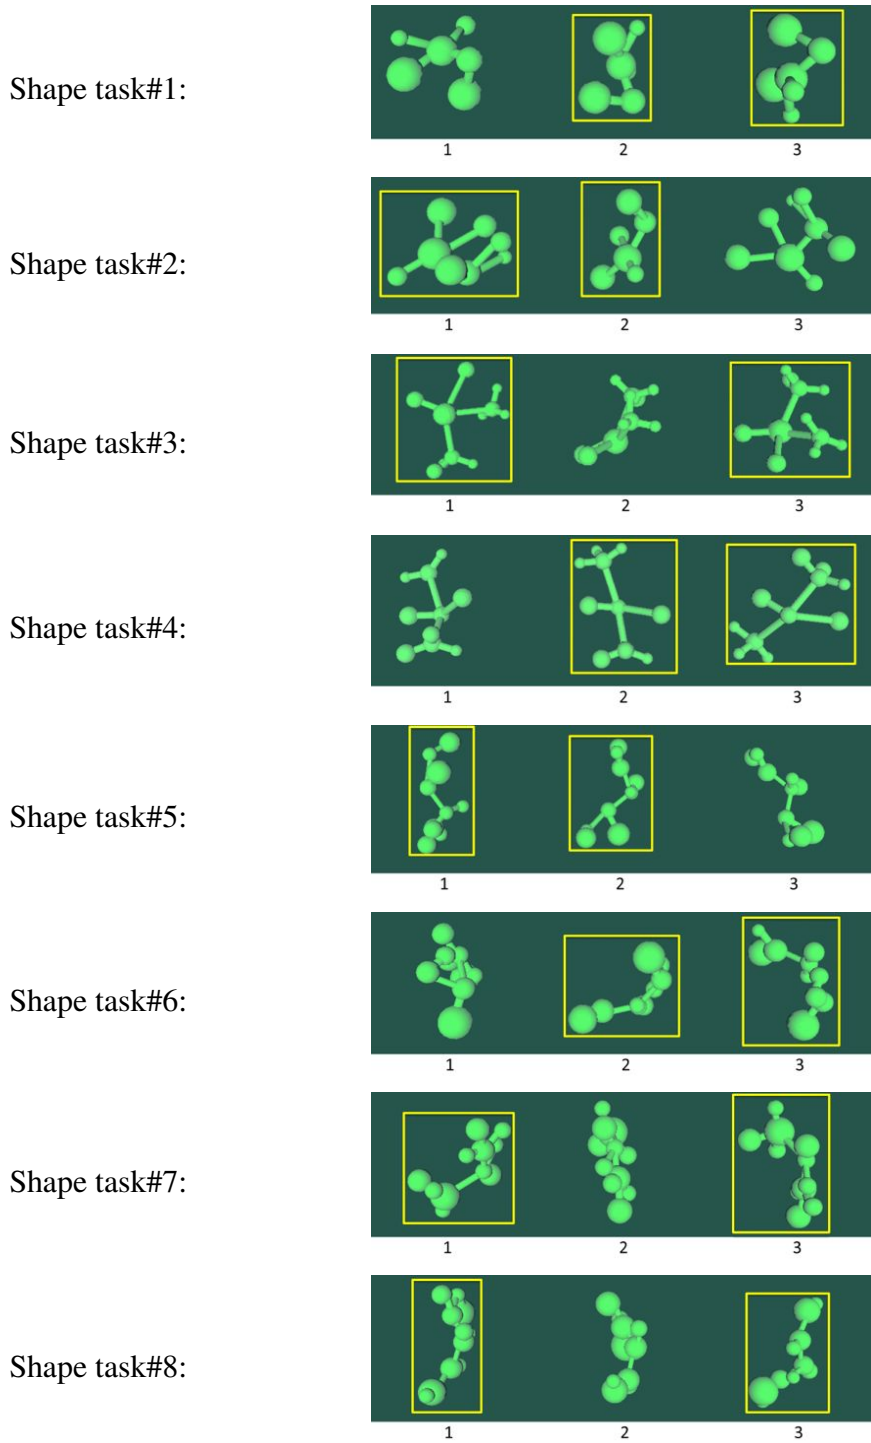 Shape task#1:
1 2 3
Shape task#2:
1 2 3
Shape task#3:
1 2 3
Shape task#4:
1 2 3
Shape task#5:
1 2 3
Shape task#6:
1 2 3
Shape task#7:
1 2 3
Shape task#8:
1 2 3